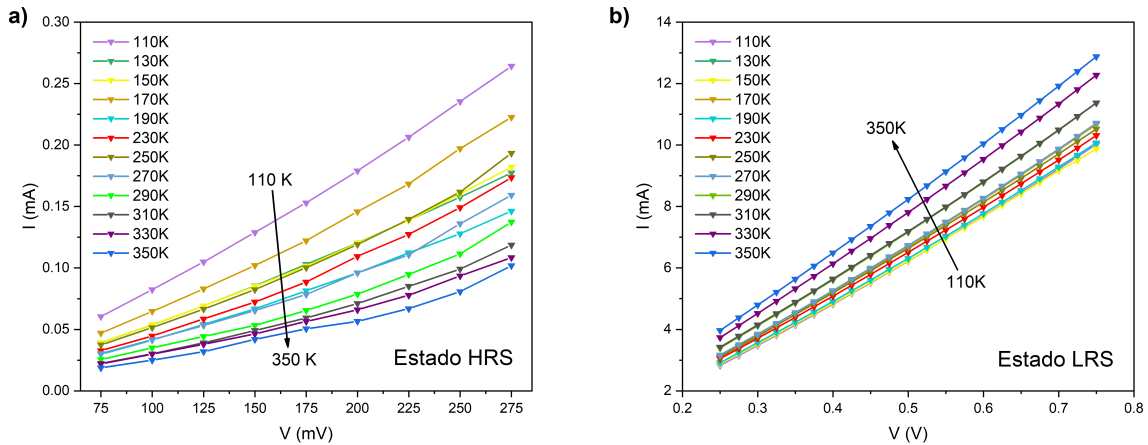 a)
0.30
0.25
0.20
0.15
0.10
0.05
0.00
I (mA)
110K
130K
150K
170K
190K
230K
250K
270K
290K
310K
330K
350K
110 K
350 K
Estado HRS
75 100 125 150 175 200 225 250 275
V (mV)
b)
14
12
10
8
6
4
2
I (mA)
110K
130K
150K
170K
190K
230K
250K
270K
290K
310K
330K
350K
350K
110K
Estado LRS
0.2 0.3 0.4 0.5 0.6 0.7 0.8
V (V)